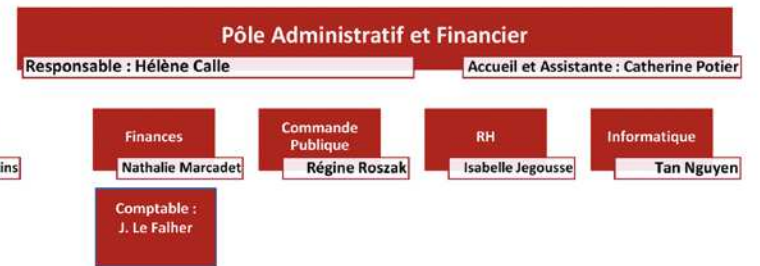 Pôle Administratif et Financier
Responsable : Hélène Calle
Accueil et Assistante : Catherine Potier
Finances
Commande
Publique
RH
Informatique
ins
Nathalie Marcadet
Régine Roszak
Isabelle Jegousse
Tan Nguyen
Comptable :
J. Le Falher